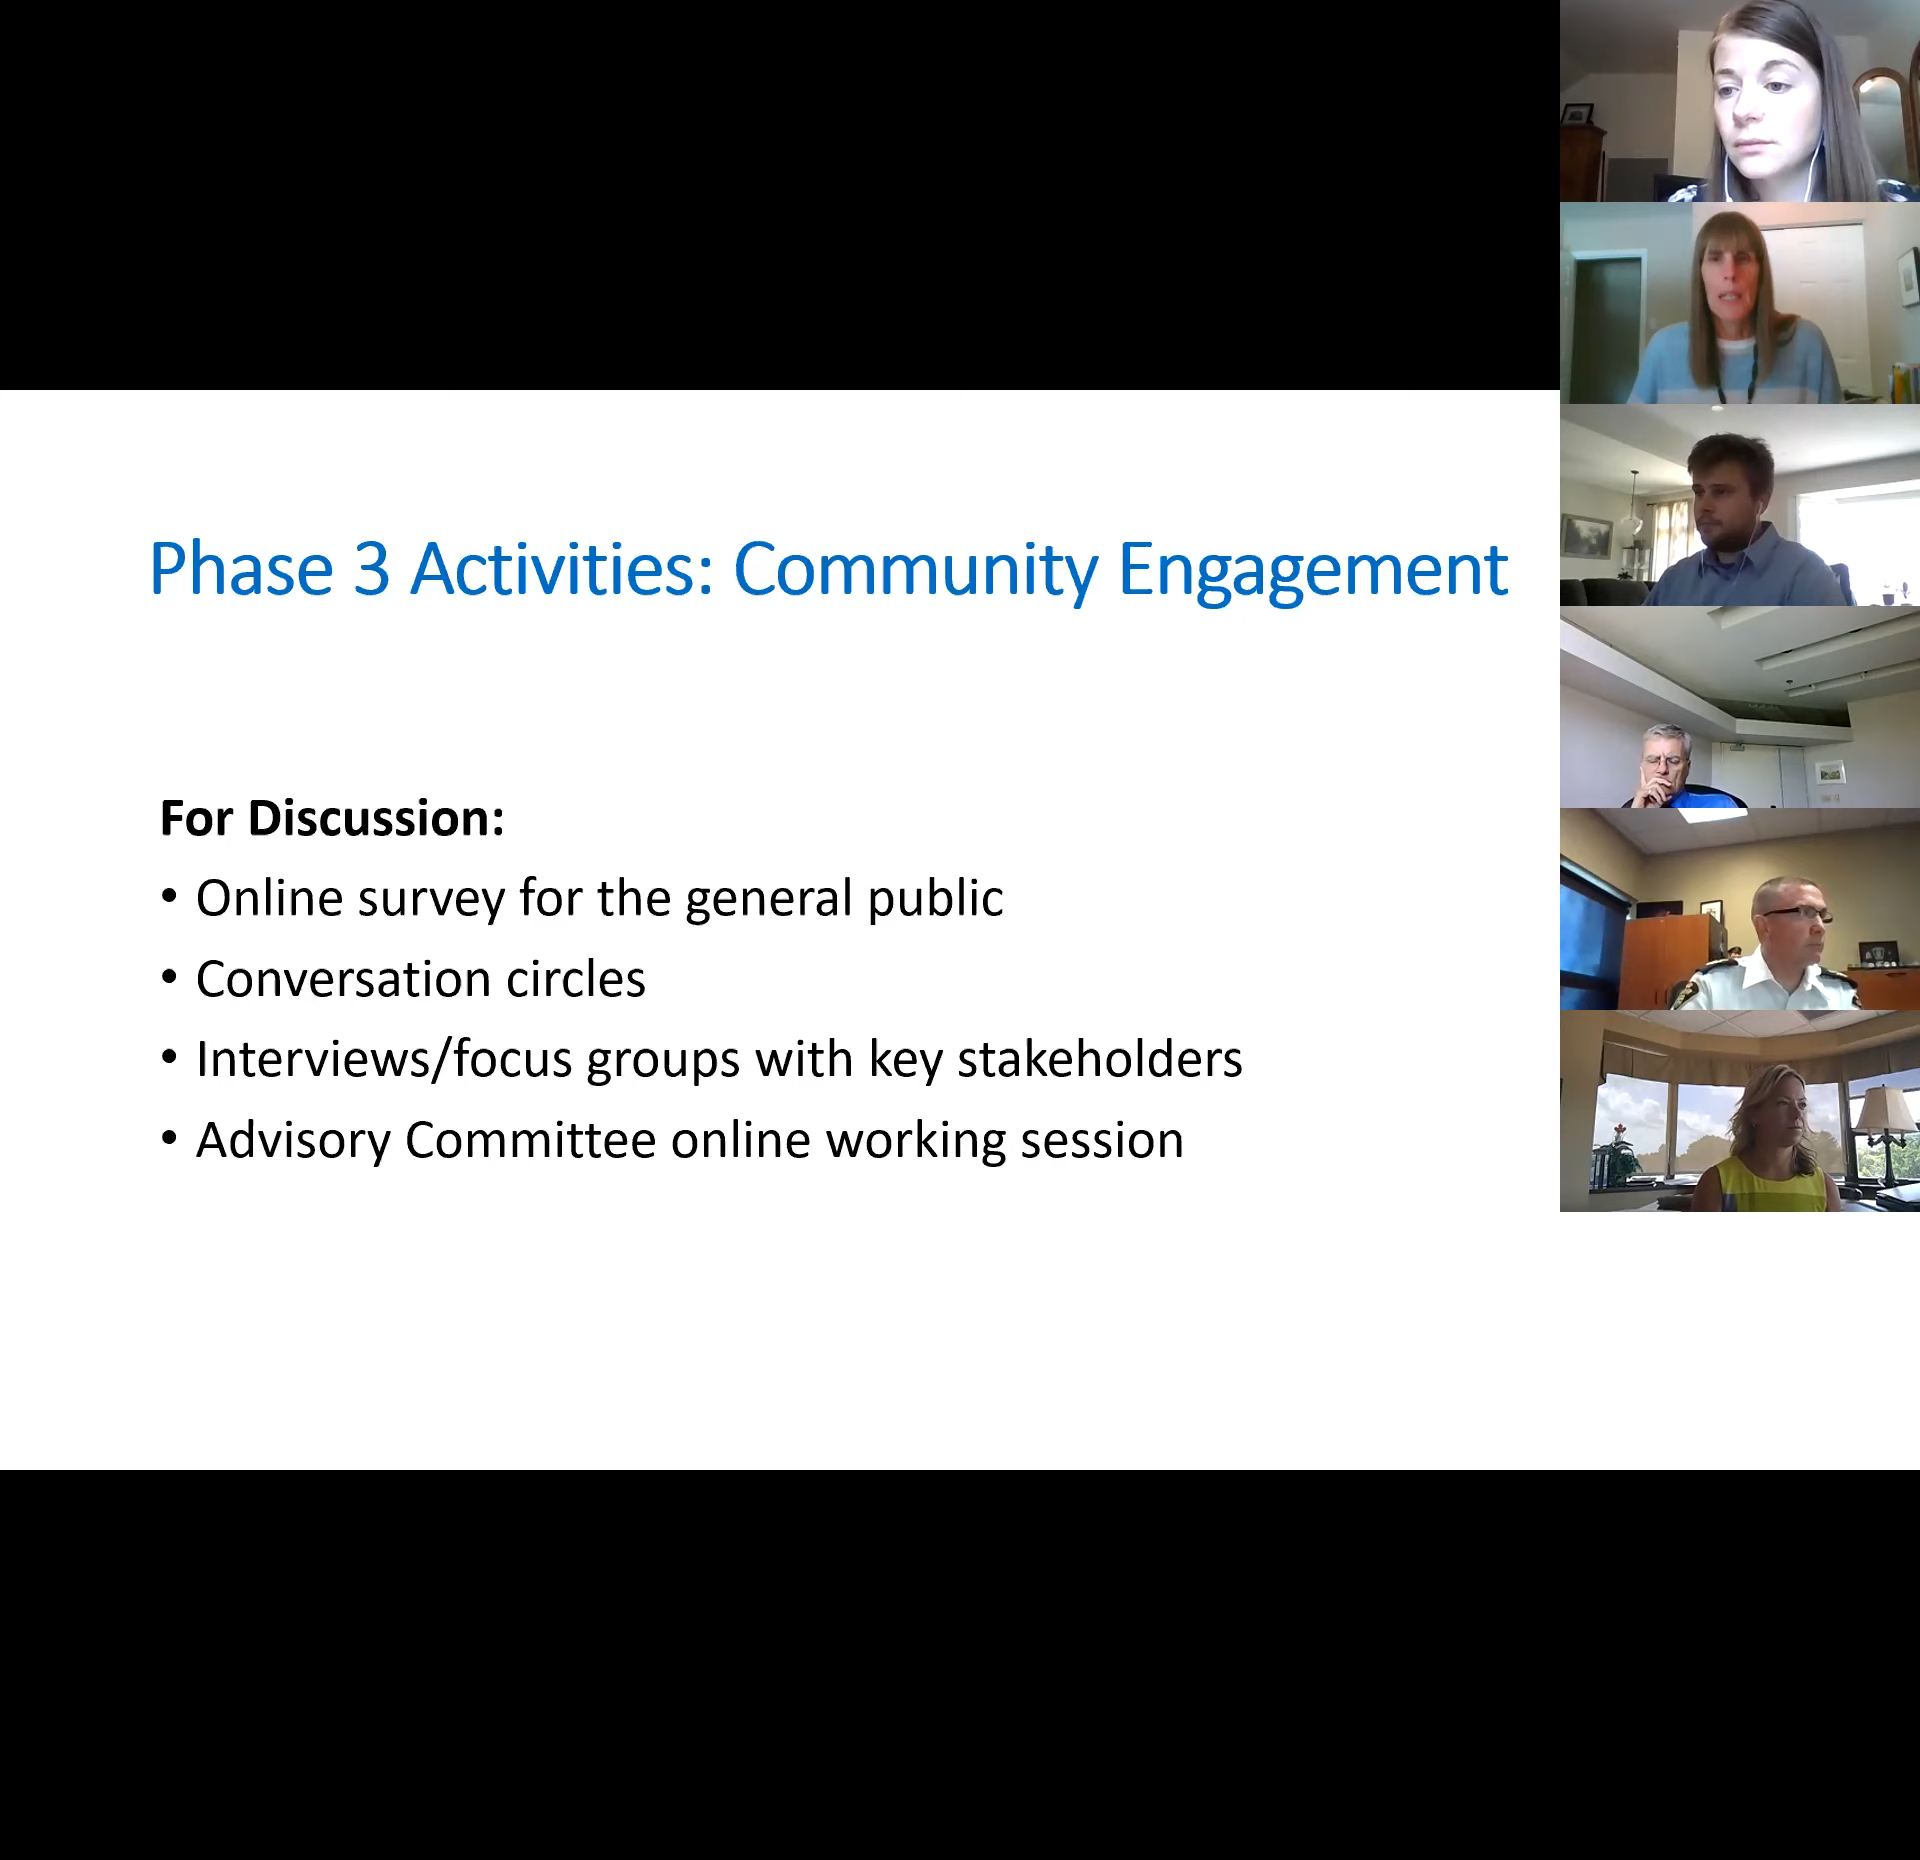 Phase 3 Activities: Community Engagement
For Discussion:
• Online survey for the general public
• Conversation circles
• Interviews/focus groups with key stakeholders
• Advisory Committee online working session